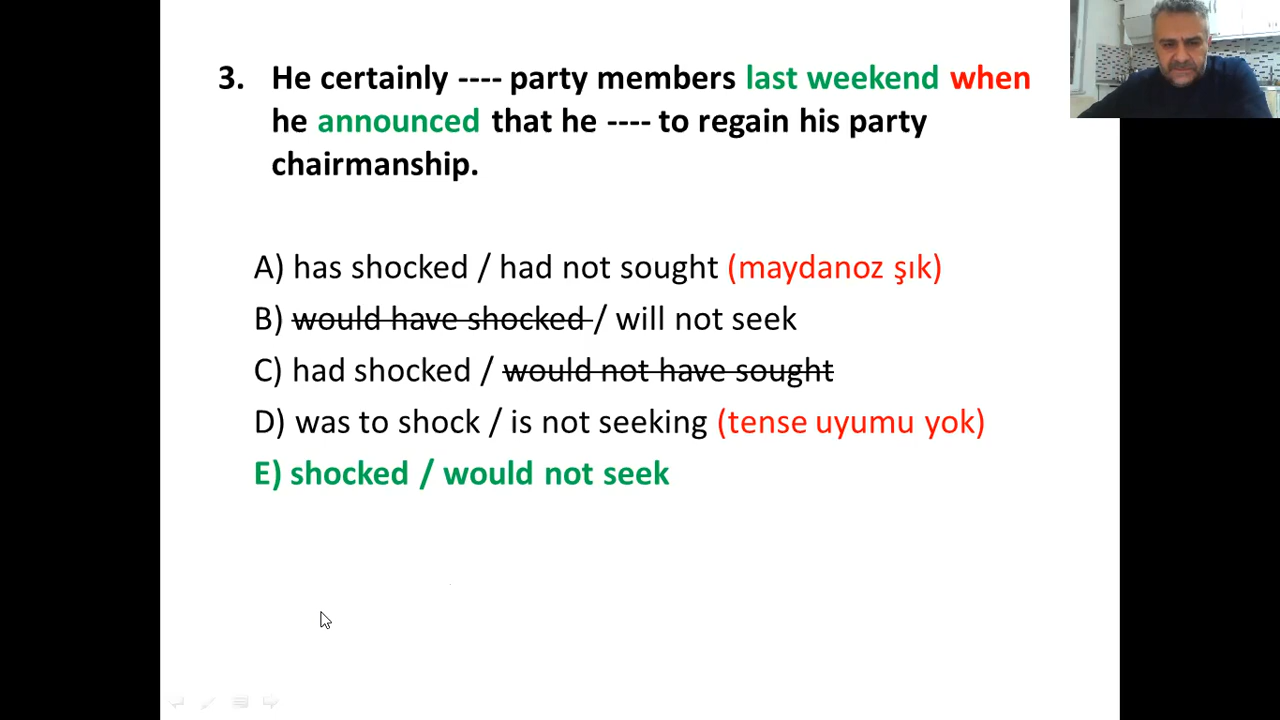 3. He certainly ---- party members last weekend when
he announced that he ---- to regain his party
chairmanship.
A) has shocked / had not sought (maydanoz şık)
B) would have shocked / will not seek
C) had shocked / would not have sought
D) was to shock / is not seeking (tense uyumu yok)
E) shocked / would not seek